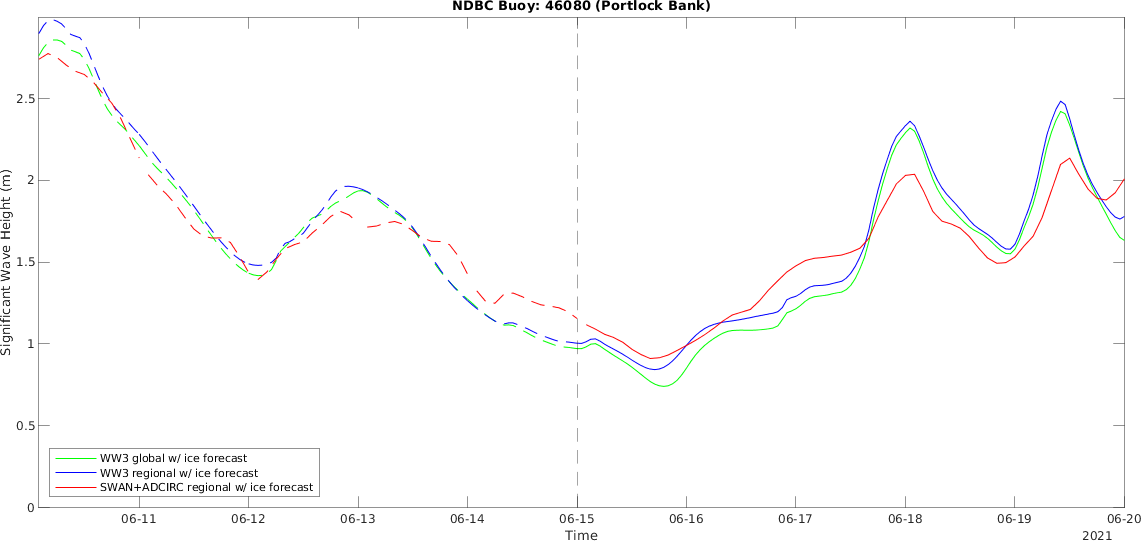 NDBC Buoy: 46080 (Portlock Bank)
Significant Wave Height (m)
2.5
2
1.5
1
0.5
0
WW3 global w/ ice forecast
WW3 regional w/ ice forecast
SWAN+ADCIRC regional w/ ice forecast
06-11 06-12 06-13 06-14 06-15 06-16 06-17 06-18 06-19 06-20
Time
2021